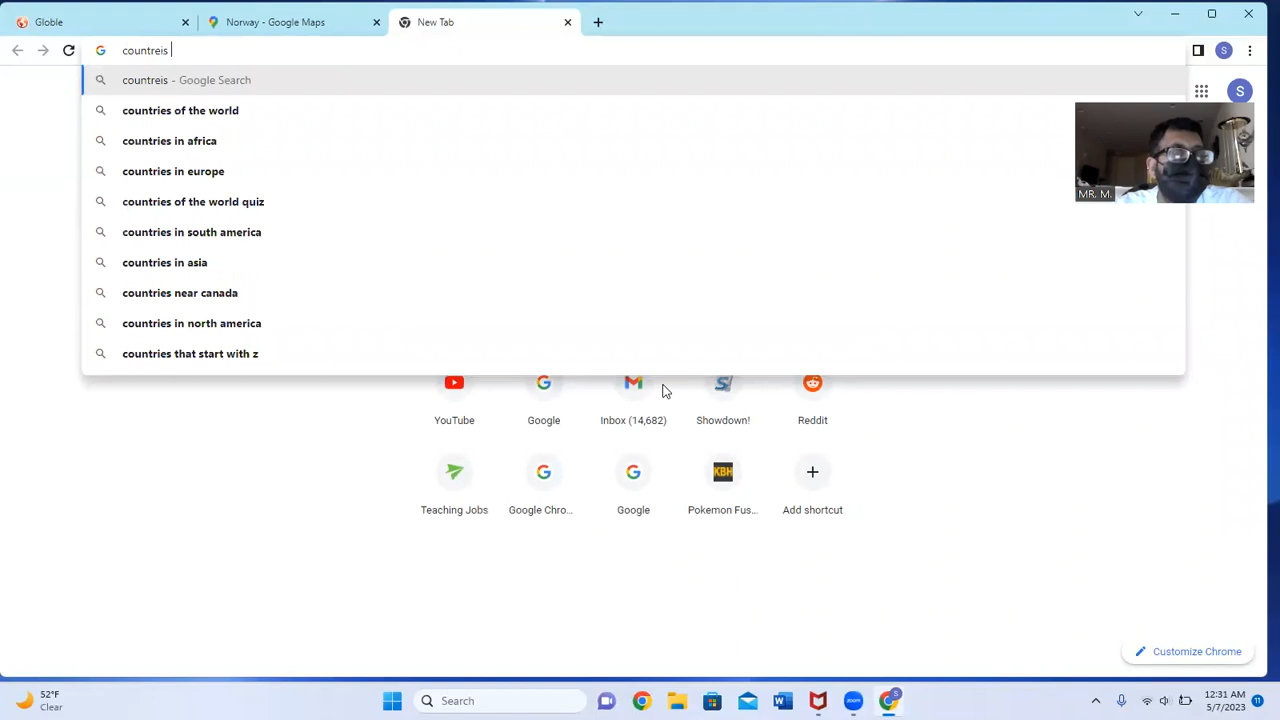 Globle
Norway - Google Maps
New Tab
countreis
S
countreis - Google Search
countries of the world
S
countries in africa
countries in europe
MR. M.
countries of the world quiz
countries in south america
countries in asia
countries near canada
countries in north america
countries that start with z
YouTube
Google
Inbox (14,682)
Showdown!
Reddit
KBH
Teaching Jobs
Google Chro...
Google
Pokemon Fus...
Add shortcut
Customize Chrome
52°F
Clear
Search
S
12:31 AM
5/7/2023
11